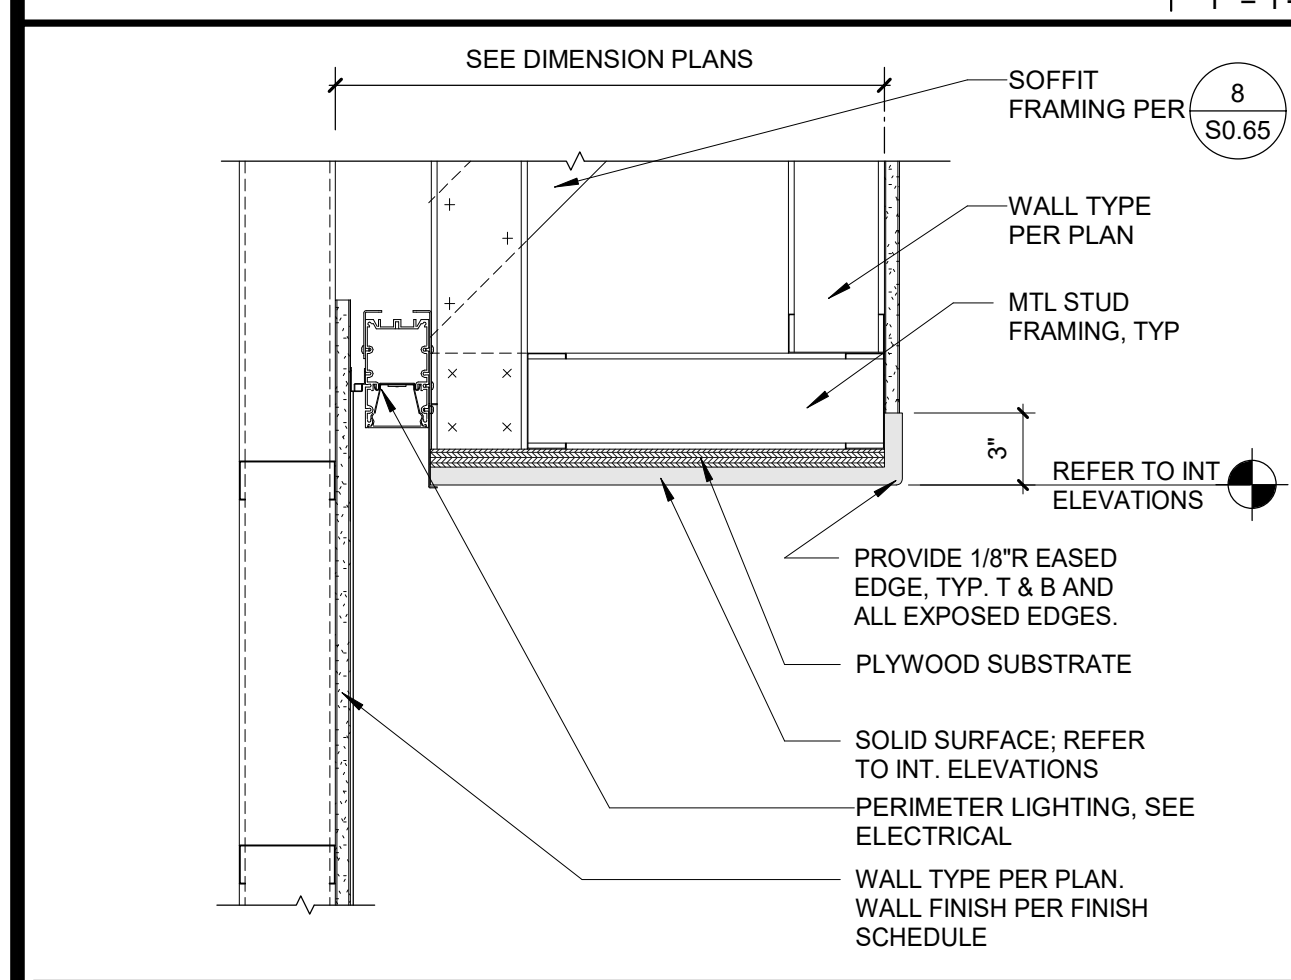 SEE DIMENSION PLANS
SOFFIT
FRAMING PER
8
S0.65
WALL TYPE
PER PLAN
MTL STUD
FRAMING, TYP
3"
REFER TO INT
ELEVATIONS
PROVIDE 1/8"R EASED
EDGE, TYP. T & B AND
ALL EXPOSED EDGES.
PLYWOOD SUBSTRATE
SOLID SURFACE; REFER
TO INT. ELEVATIONS
PERIMETER LIGHTING, SEE
ELECTRICAL
WALL TYPE PER PLAN.
WALL FINISH PER FINISH
SCHEDULE